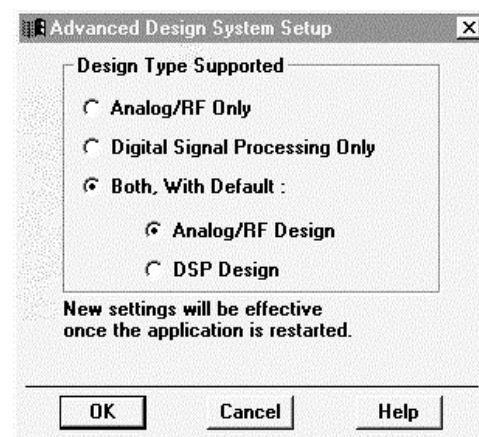 Advanced Design System Setup
Design Type Supported
Analog/RF Only
Digital Signal Processing Only
Both, With Default :
Analog/RF Design
DSP Design
New settings will be effective
once the application is restarted.
OK Cancel Help